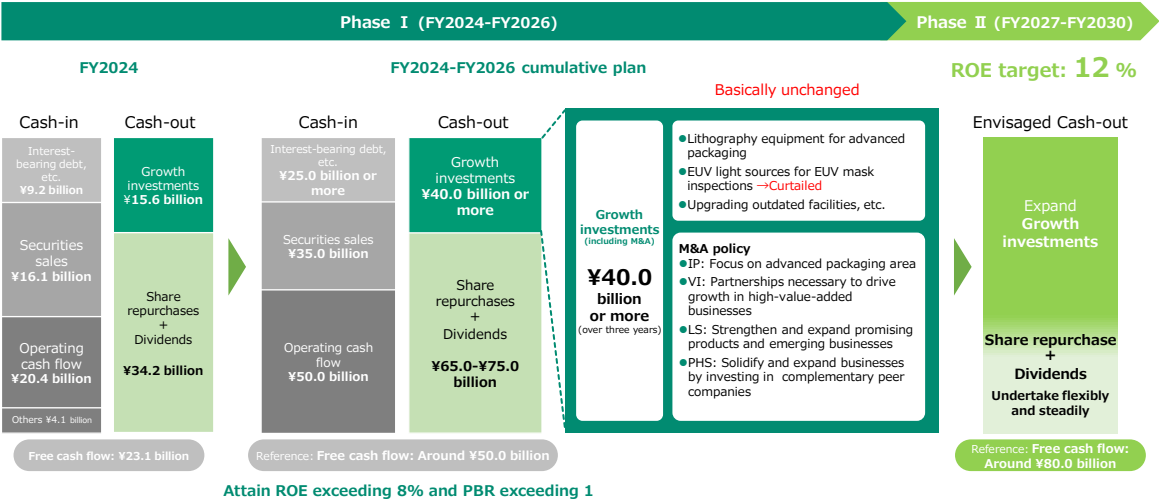 Phase Ⅰ (FY2024-FY2026)
Phase Ⅱ (FY2027-FY2030)
FY2024
FY2024-FY2026 cumulative plan
ROE target: 12 %
Basically unchanged
Cash-in
Cash-out
Interest-
bearing debt,
etc.
¥9.2 billion
Securities
sales
¥16.1 billion
Operating
cash flow
¥20.4 billion
Others ¥4.1 billion
Growth
investments
¥15.6 billion
Share
repurchases
+
Dividends
¥34.2 billion
Free cash flow: ¥23.1 billion
Cash-in
Cash-out
Interest-bearing debt,
etc.
¥25.0 billion or
more
Securities sales
¥35.0 billion
Operating cash
flow
¥50.0 billion
Growth
investments
¥40.0 billion or
more
Share
repurchases
+
Dividends
¥65.0-¥75.0
billion
Reference: Free cash flow: Around ¥50.0 billion
Attain ROE exceeding 8% and PBR exceeding 1
Growth
investments
(including M&A)
¥40.0
billion
or more
(over three years)
●Lithography equipment for advanced
packaging
●EUV light sources for EUV mask
inspections →Curtailed
●Upgrading outdated facilities, etc.
M&A policy
●IP: Focus on advanced packaging area
●VI: Partnerships necessary to drive
growth in high-value-added
businesses
●LS: Strengthen and expand promising
products and emerging businesses
●PHS: Solidify and expand businesses
by investing in complementary peer
companies
Envisaged Cash-out
Expand
Growth
investments
Share repurchase
+
Dividends
Undertake flexibly
and steadily
Reference: Free cash flow:
Around ¥80.0 billion